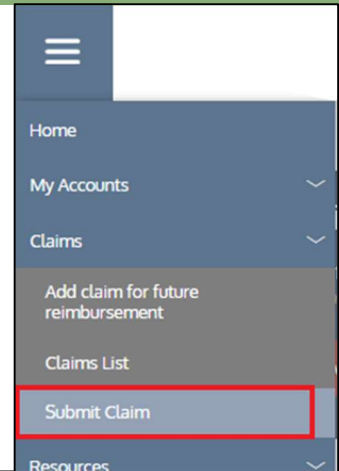 Home
My Accounts
Claims
Add claim for future
reimbursement
Claims List
Submit Claim
Resources